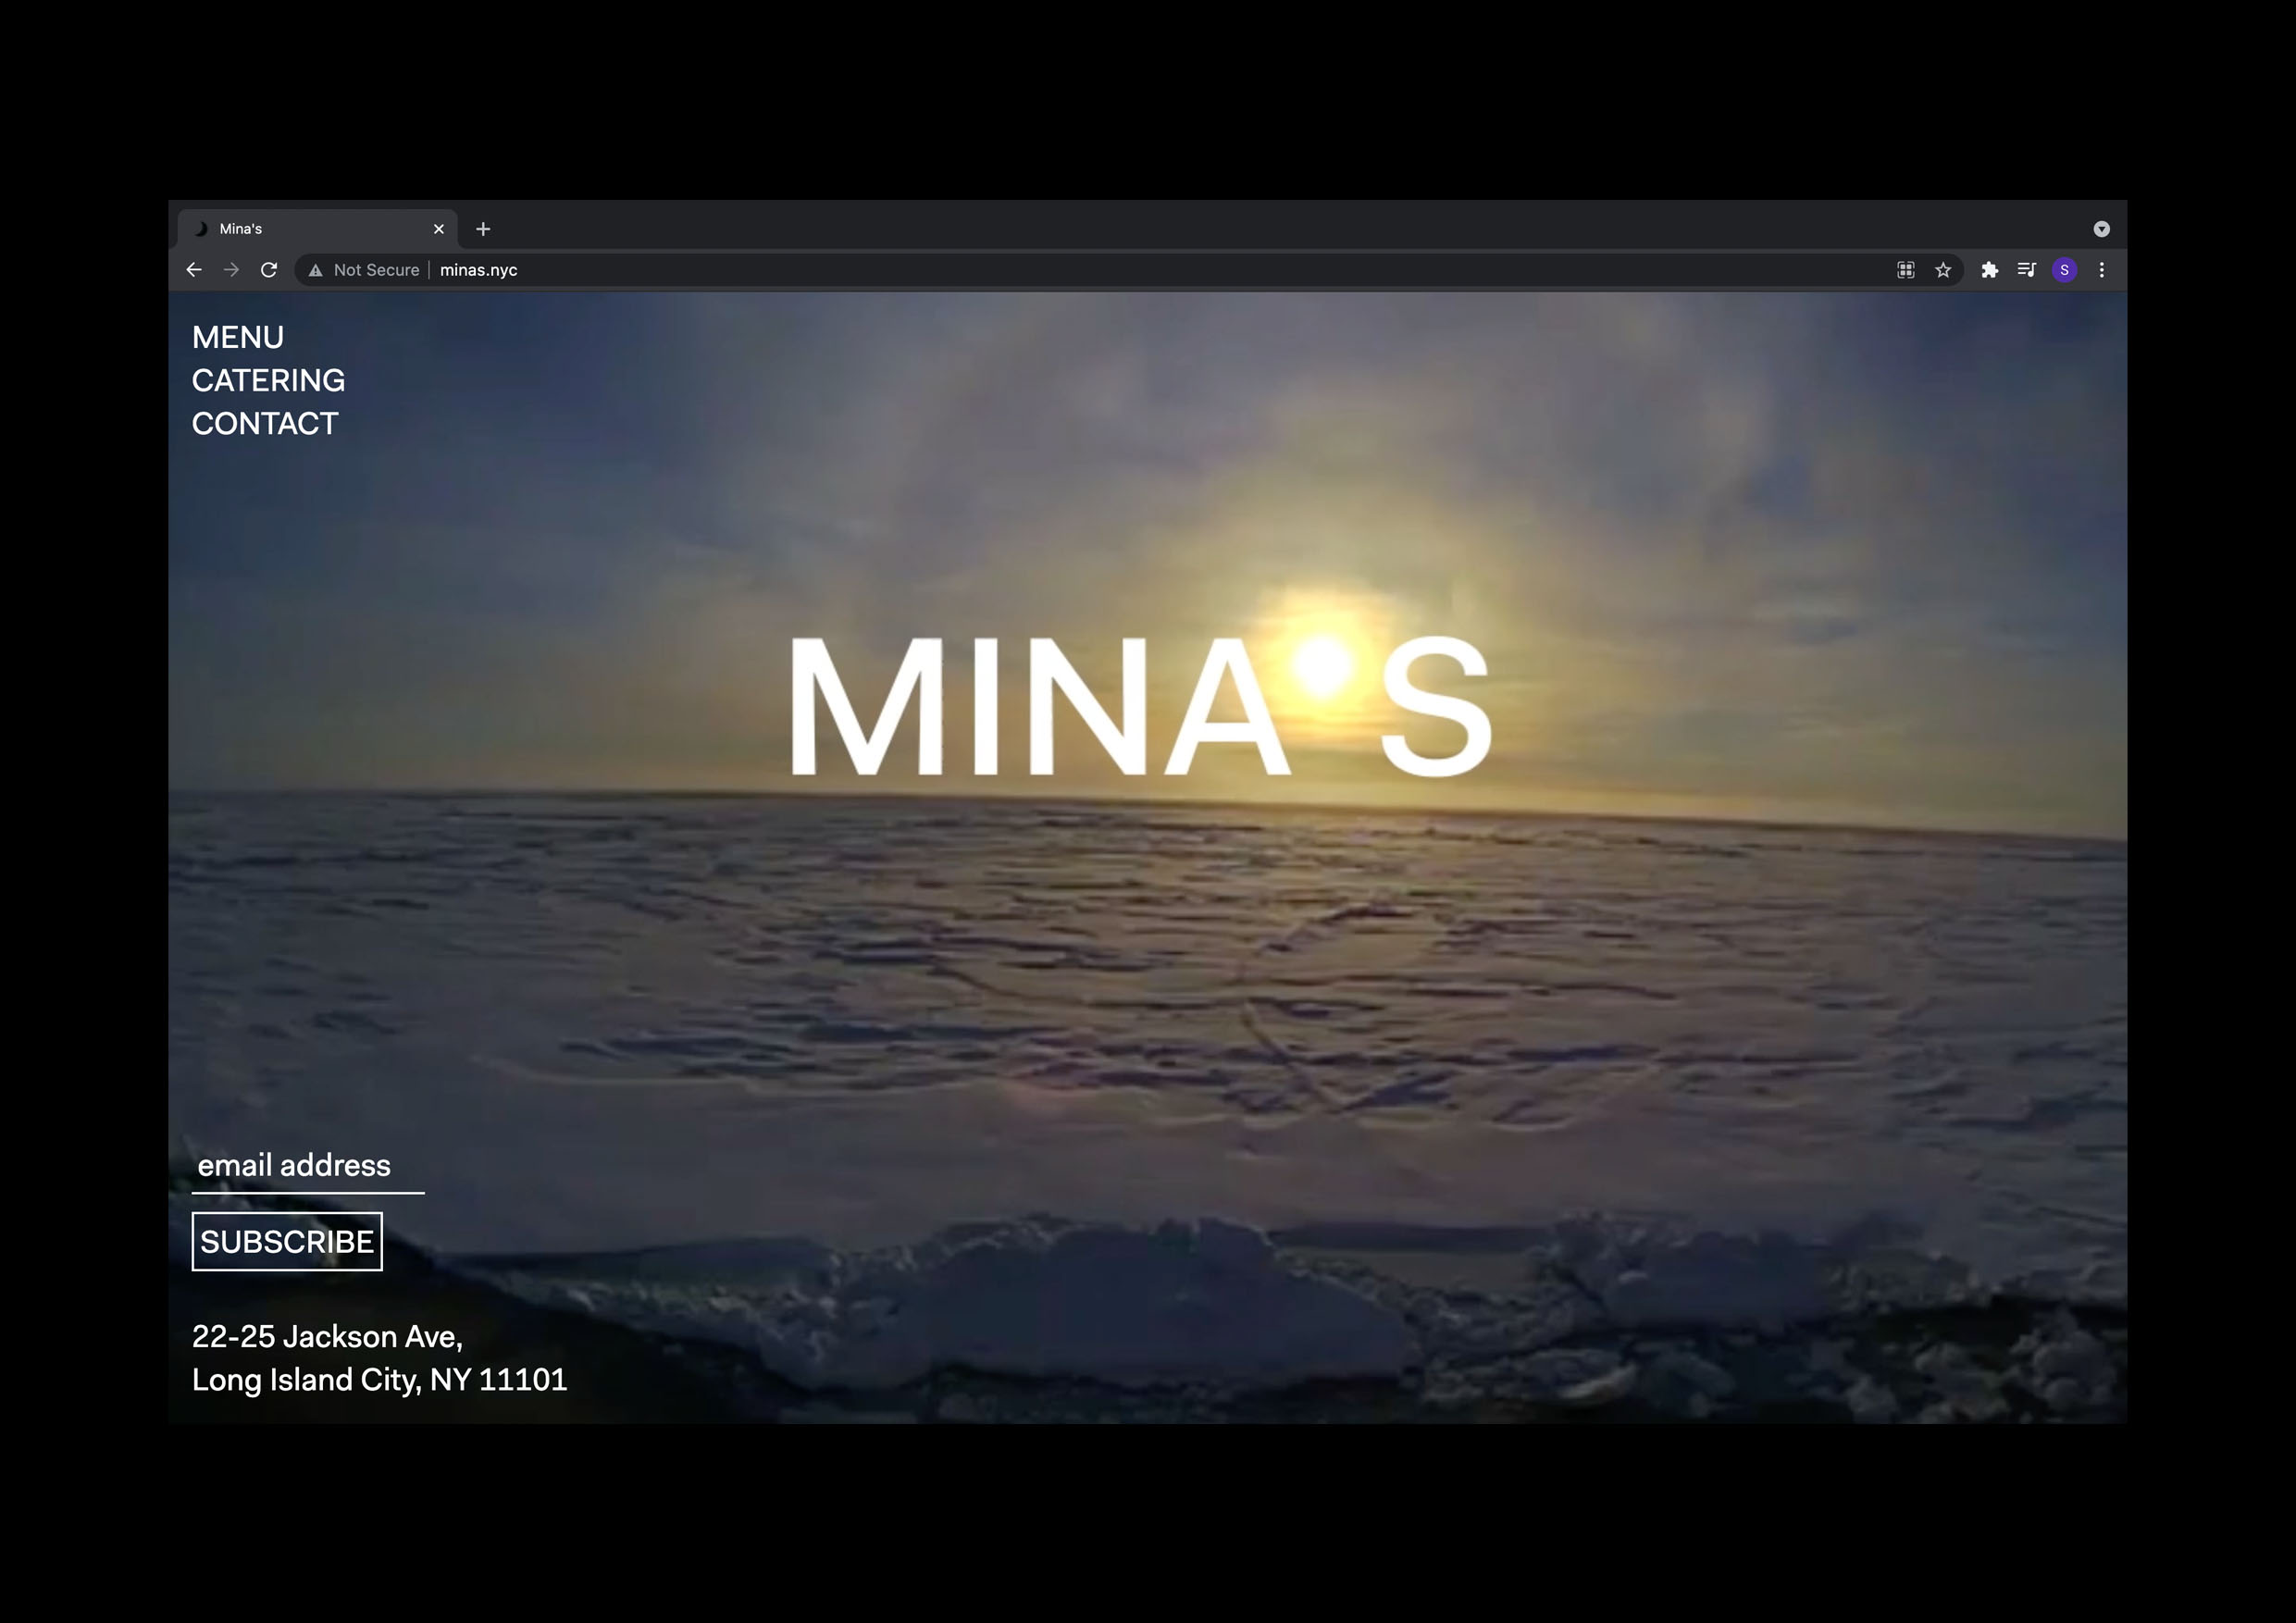 Mina's
Not Secure minas.nyc
S
MENU
CATERING
CONTACT
MINA'S
email address
SUBSCRIBE
22-25 Jackson Ave,
Long Island City, NY 11101